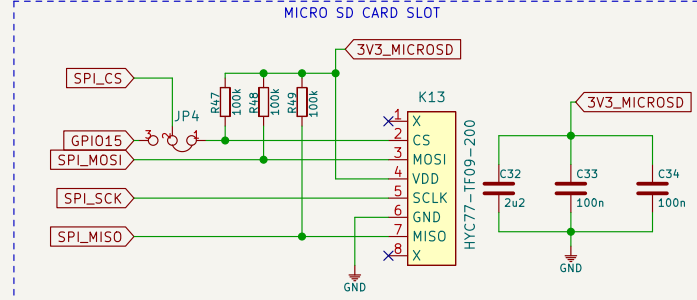 MICRO SD CARD SLOT
3V3_MICROSD
SPI_CS
R47
100k
R48
100k
R49
100k
K13
3V3_MICROSD
JP4
GPIO15
3
2
1
SPI_MOSI
SPI_SCK
SPI_MISO
1 X
2 CS
3 MOSI
4 VDD
5 SCLK
6 GND
7 MISO
8 X
HYC77-TF09-200
C32
2u2
C33
100n
C34
100n
GND
GND